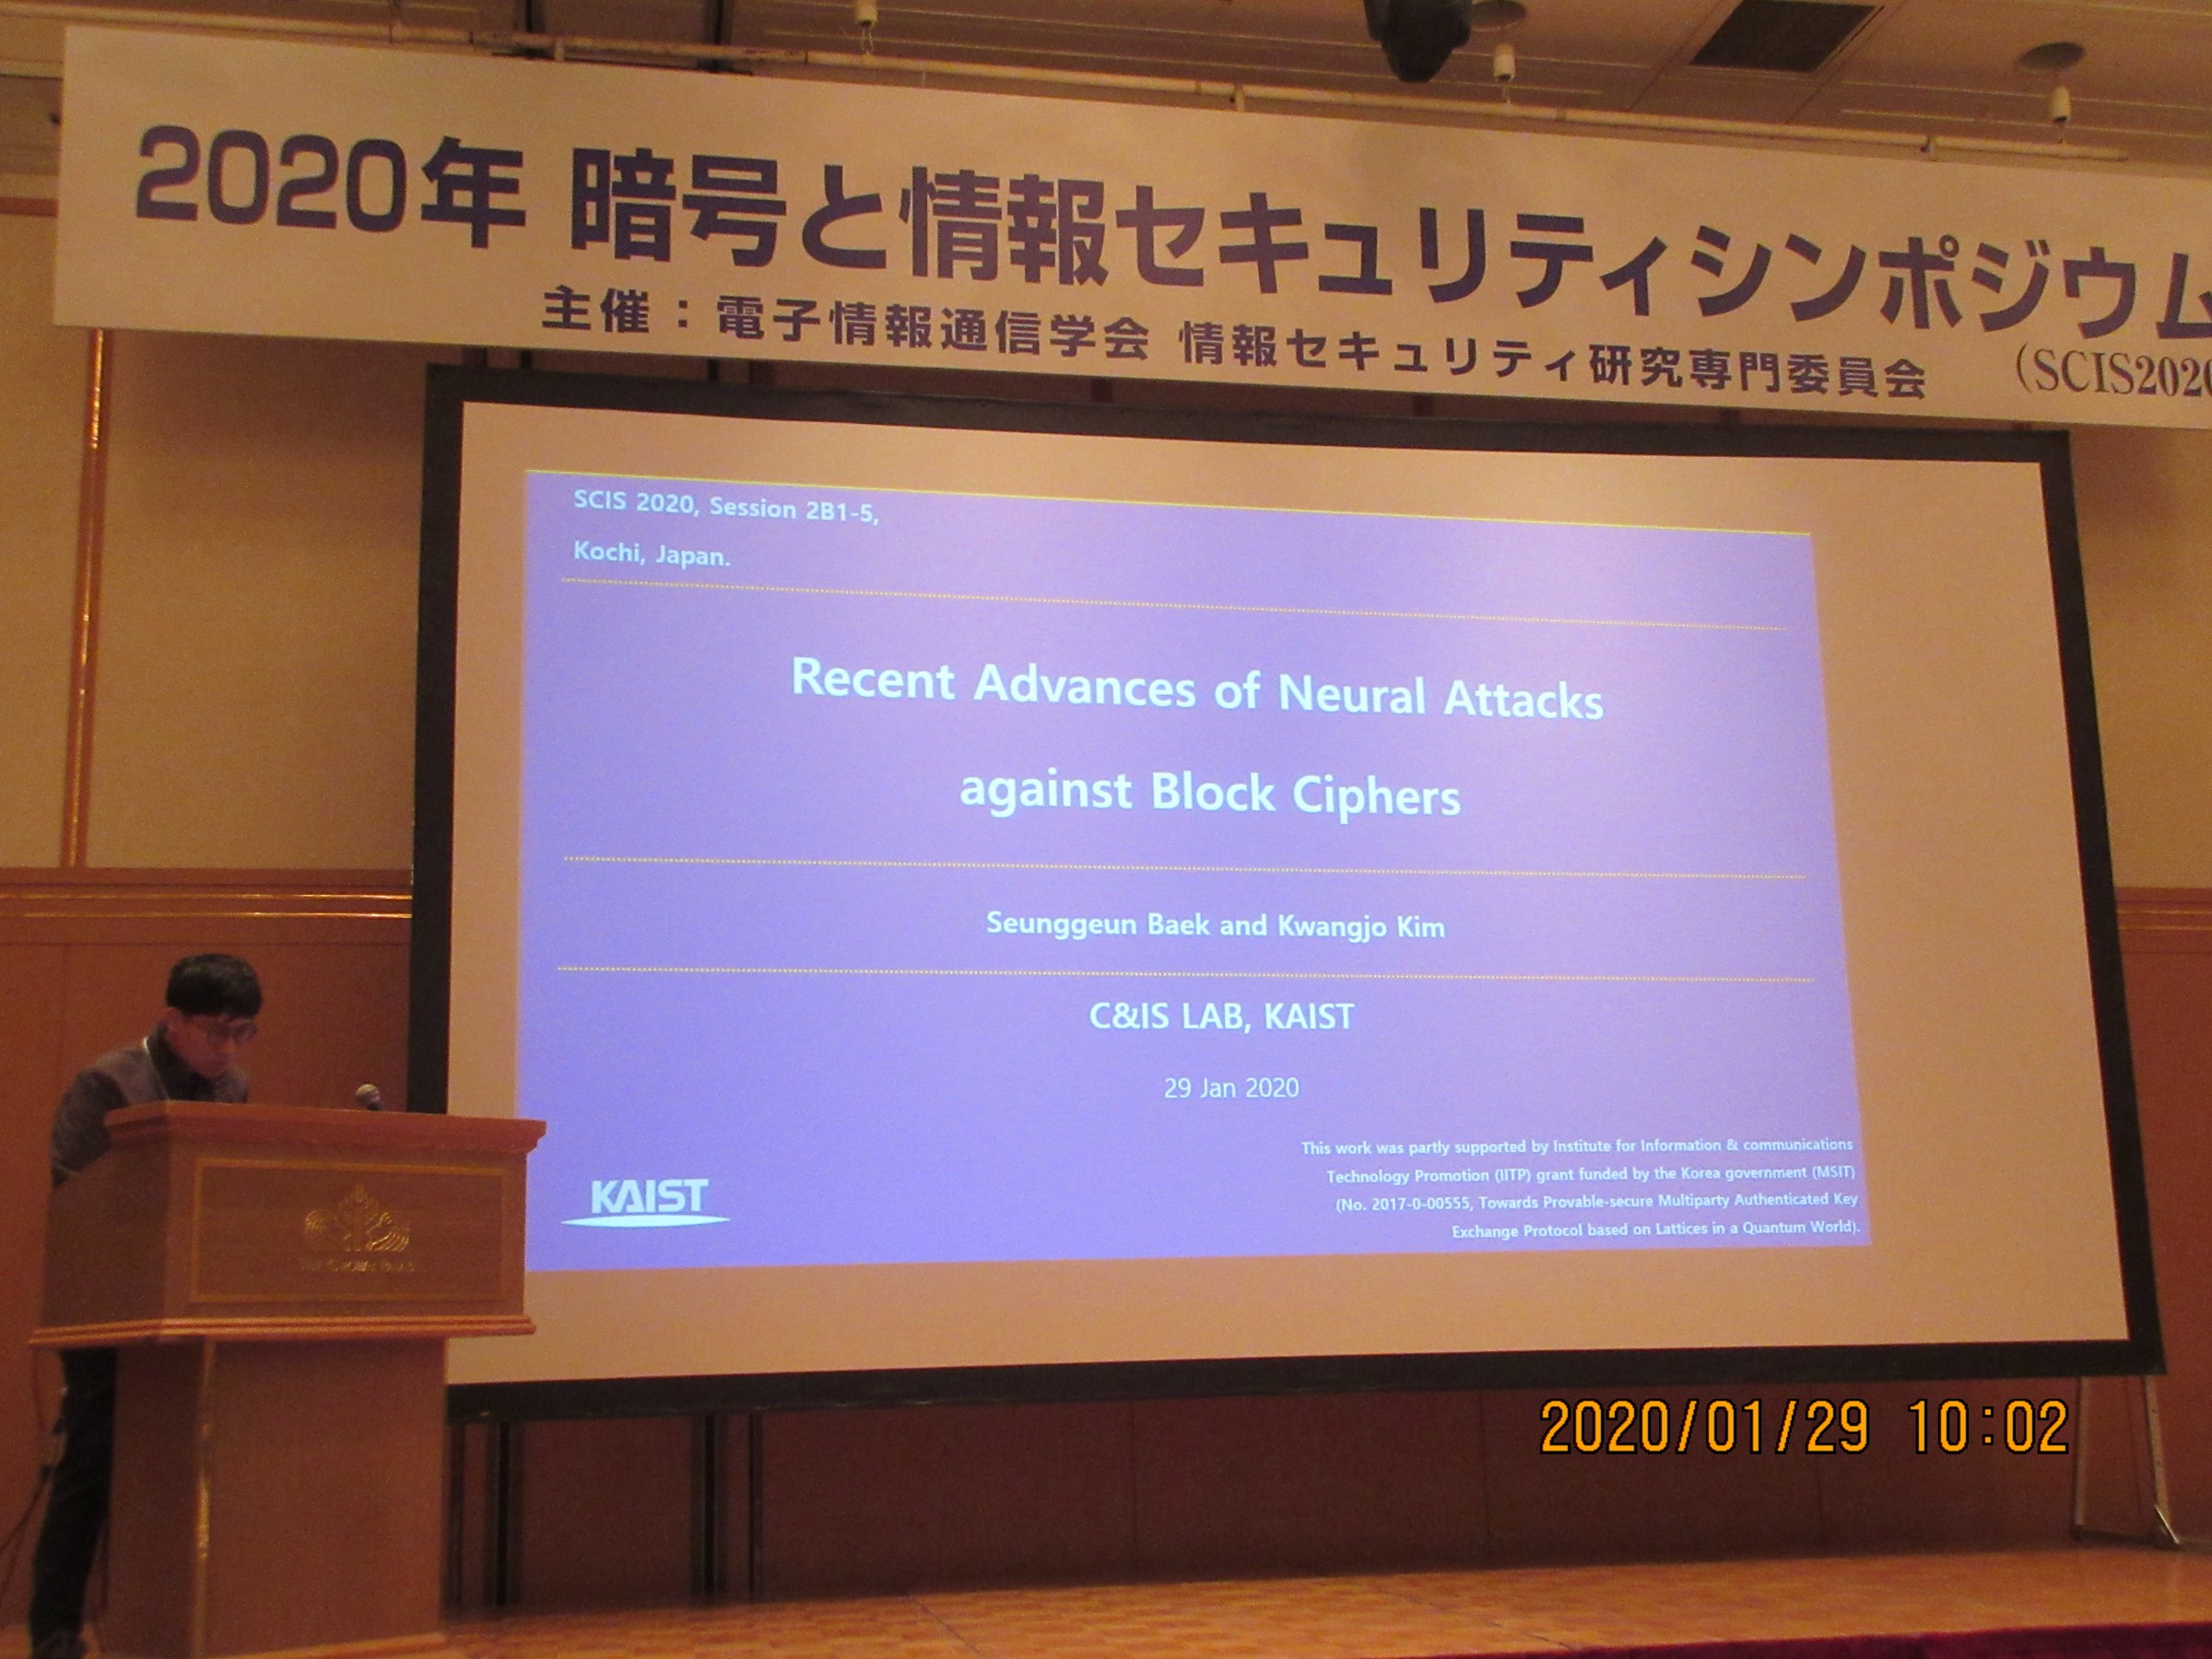 2020年 暗号と情報セキュリティシンポジウム
主催：電子情報通信学会 情報セキュリティ研究専門委員会 (SCIS2020
SCIS 2020, Session 2B1-5,
Kochi, Japan.
Recent Advances of Neural Attacks
against Block Ciphers
Seunggeun Baek and Kwangjo Kim
C&IS LAB, KAIST
29 Jan 2020
This work was partly supported by Institute for Information & communications
Technology Promotion (IITP) grant funded by the Korea government (MSIT)
(No. 2017-0-00555, Towards Provable-secure Multiparty Authenticated Key
Exchange Protocol based on Lattices in a Quantum World).
KAIST
2020/01/29 10:02